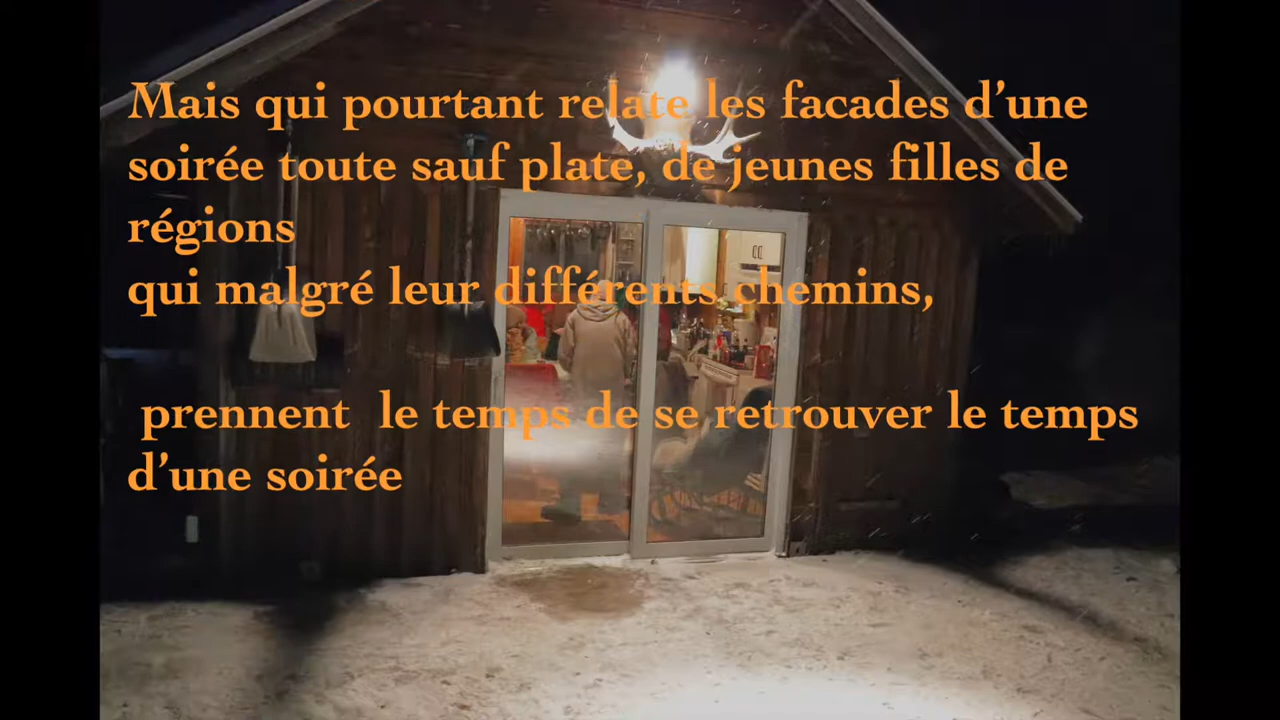 Mais qui pourtant relate les facades d’une
soirée toute sauf plate, de jeunes filles de
régions
qui malgré leur différents chemins,
prennent le temps de se retrouver le temps
d’une soirée